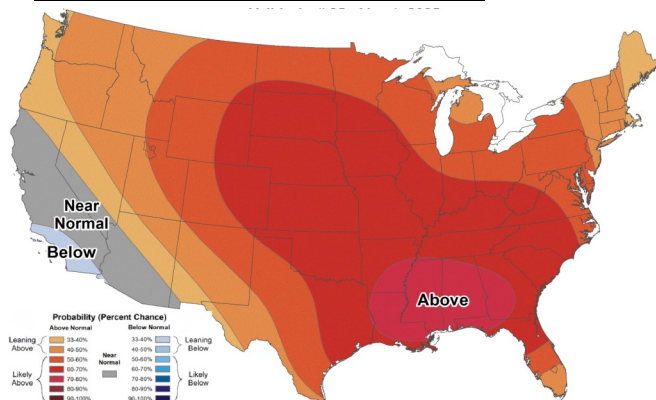 Near
Normal
Below
Above
Probability (Percent Chance)
Above Normal Below Normal
Leaning
Above
33-40% 33-40%
40-50% 40-50%
Leaning
Below
50-60% 50-60%
Near
Normal
Likely
Above
60-70% 60-70%
70-80% 70-80%
80-90% 80-90%
90-100% 90-100%
Likely
Below